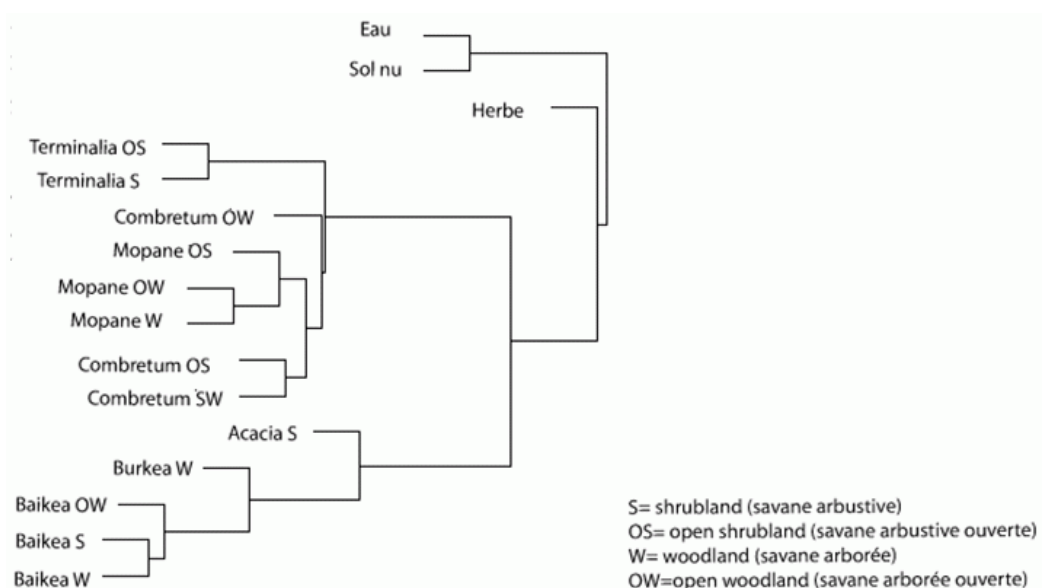 Eau
Sol nu
Herbe
Terminalia OS
Terminalia S
Combretum OW
Mopane OS
Mopane OW
Mopane W
Combretum OS
Combretum SW
Acacia S
Burkea W
Baikea OW
Baikea S
Baikea W
S= shrubland (savane arbustive)
OS= open shrubland (savane arbustive ouverte)
W= woodland (savane arborée)
OW=open woodland (savane arborée ouverte)